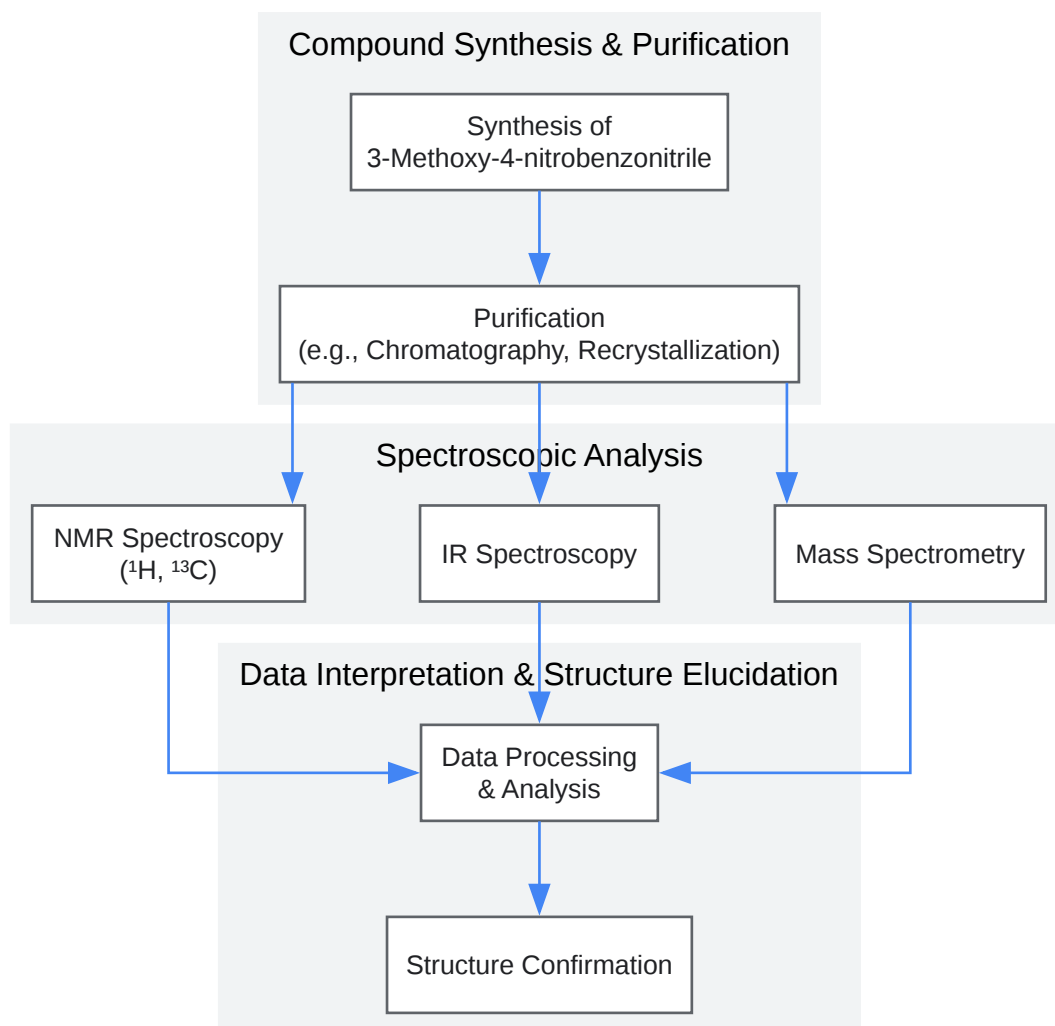 Compound Synthesis & Purification
Synthesis of
3-Methoxy-4-nitrobenzonitrile
Purification
(e.g., Chromatography, Recrystallization)
Spectroscopic Analysis
NMR Spectroscopy
(¹H, ¹³C)
IR Spectroscopy
Mass Spectrometry
Data Interpretation & Structure Elucidation
Data Processing
& Analysis
Structure Confirmation